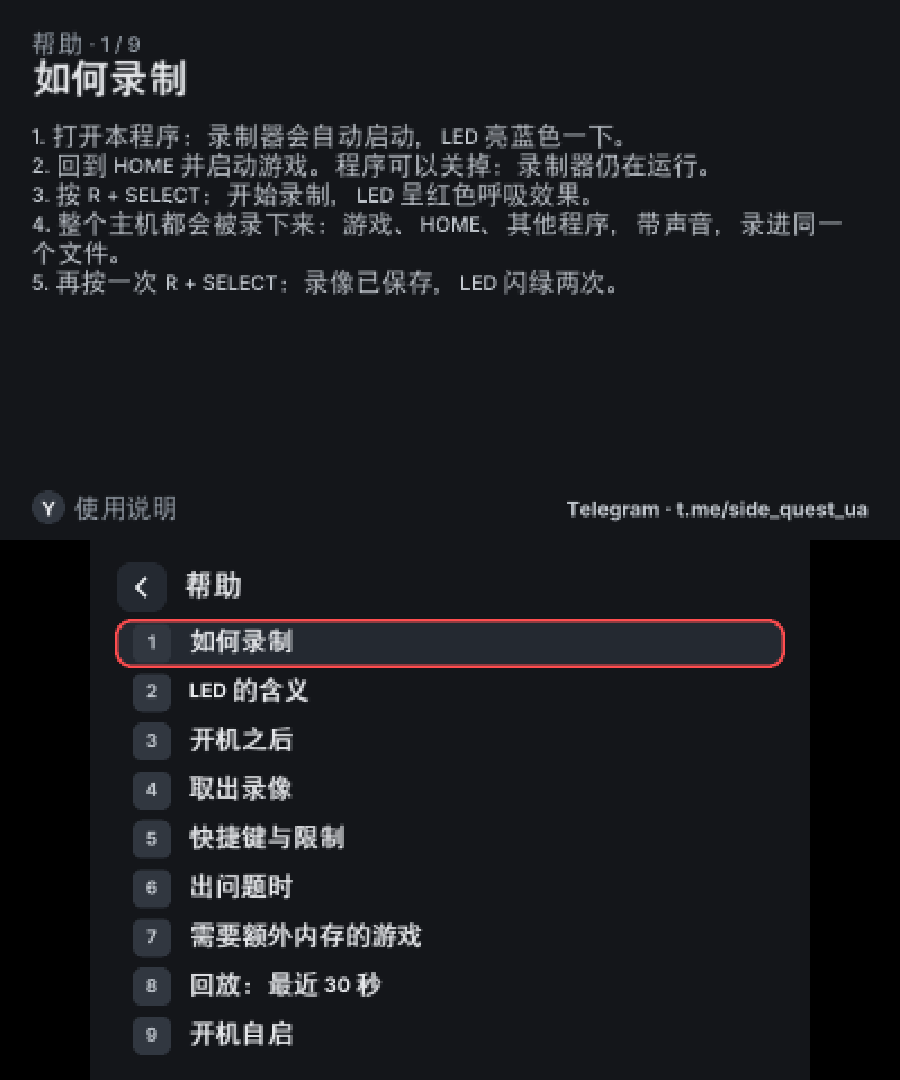 帮助 · 1 / 9
如何录制
1. 打开本程序：录制器会自动启动，LED 亮蓝色一下。
2. 回到 HOME 并启动游戏。程序可以关掉：录制器仍在运行。
3. 按 R + SELECT：开始录制，LED 呈红色呼吸效果。
4. 整个主机都会被录下来：游戏、HOME、其他程序，带声音，录进同一
个文件。
5. 再按一次 R + SELECT：录像已保存，LED 闪绿两次。
Y 使用说明
Telegram · t.me/side_quest_ua
帮助
1 如何录制
2 LED 的含义
3 开机之后
4 取出录像
5 快捷键与限制
6 出问题时
7 需要额外内存的游戏
8 回放：最近 30 秒
9 开机自启